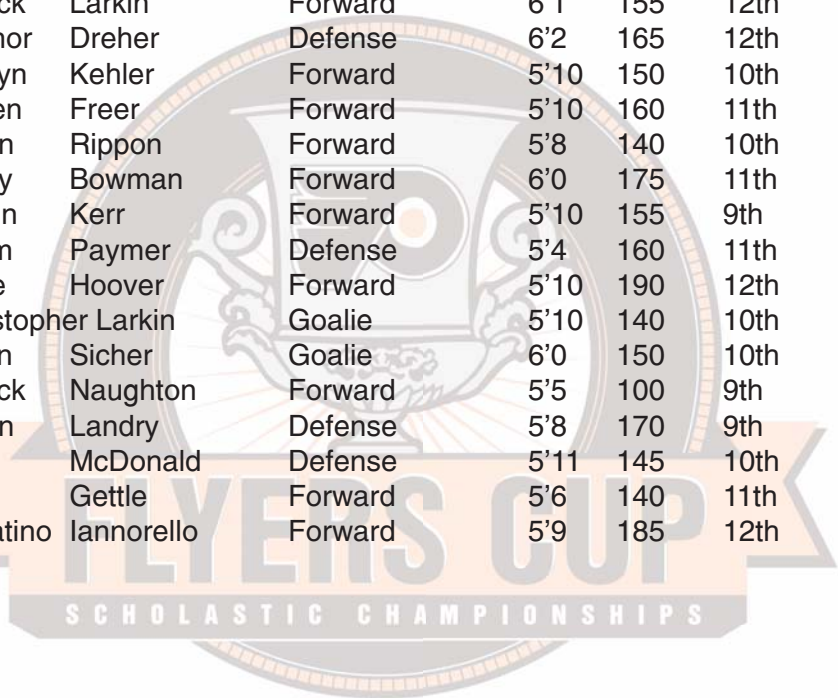 ck Larkin Forward 6'1 155 12th
nor Dreher Defense 6'2 165 12th
yn Kehler Forward 5'10 150 10th
en Freer Forward 5'10 160 11th
n Rippon Forward 5'8 140 10th
y Bowman Forward 6'0 175 11th
n Kerr Forward 5'10 155 9th
m Paymer Defense 5'4 160 11th
e Hoover Forward 5'10 190 12th
stopher Larkin Goalie 5'10 140 10th
n Sicher Goalie 6'0 150 10th
ck Naughton Forward 5'5 100 9th
n Landry Defense 5'8 170 9th
McDonald Defense 5'11 145 10th
Gettle Forward 5'6 140 11th
atino Iannorello Forward 5'9 185 12th
FLYERS CUP
SCHOLASTIC CHAMPIONSHIPS